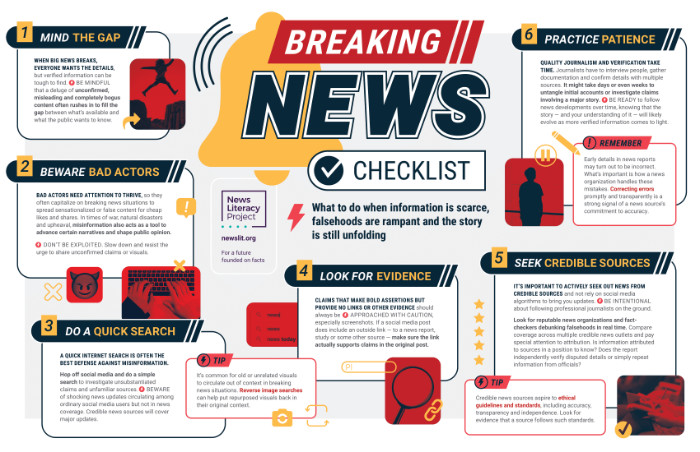 BREAKING
NEWS
CHECKLIST
What to do when information is scarce,
falsehoods are rampant and the story
is still unfolding
News
Literacy
Project
newslit.org
For a future
founded on facts
1 MIND THE GAP
WHEN BIG NEWS BREAKS,
EVERYONE WANTS THE DETAILS,
but verified information can be
tough to find. BE MINDFUL
that a deluge of unconfirmed,
misleading and completely bogus
content often rushes in to fill the
gap between what's available and
what the public wants to know.
2 BEWARE BAD ACTORS
BAD ACTORS NEED ATTENTION TO THRIVE, so they
often capitalize on breaking news situations to
spread sensationalized or false content for cheap
likes and shares. In times of war, natural disasters
and upheaval, misinformation also acts as a tool to
advance certain narratives and shape public opinion.
DON'T BE EXPLOITED. Slow down and resist the
urge to share unconfirmed claims or visuals.
3 DO A QUICK SEARCH
A QUICK INTERNET SEARCH IS OFTEN THE
BEST DEFENSE AGAINST MISINFORMATION.
Hop off social media and do a simple
search to investigate unsubstantiated
claims and unfamiliar sources. BEWARE
of shocking news updates circulating among
ordinary social media users but not in news
coverage. Credible news sources will cover
major updates.
TIP
It's common for old or unrelated visuals
to circulate out of context in breaking
news situations. Reverse image searches
can help put repurposed visuals back in
their original context.
4 LOOK FOR EVIDENCE
CLAIMS THAT MAKE BOLD ASSERTIONS BUT
PROVIDE NO LINKS OR OTHER EVIDENCE should
always be APPROACHED WITH CAUTION,
especially screenshots. If a social media post
does include an outside link — to a news report,
study or some other source — make sure the link
actually supports claims in the original post.
news
news
news today
5 SEEK CREDIBLE SOURCES
IT'S IMPORTANT TO ACTIVELY SEEK OUT NEWS FROM
CREDIBLE SOURCES and not rely on social media
algorithms to bring you updates. BE INTENTIONAL
about following professional journalists on the ground.
Look for reputable news organizations and fact-
checkers debunking falsehoods in real time. Compare
coverage across multiple credible news outlets and pay
special attention to attribution. Is information attributed
to sources in a position to know? Does the report
independently verify disputed details or simply repeat
information from officials?
TIP
Credible news sources aspire to ethical
guidelines and standards, including accuracy,
transparency and independence. Look for
evidence that a source follows such standards.
6 PRACTICE PATIENCE
QUALITY JOURNALISM AND VERIFICATION TAKE
TIME. Journalists have to interview people, gather
documentation and confirm details with multiple
sources. It might take days or even weeks to
untangle initial accounts or investigate claims
involving a major story. BE READY to follow
news developments over time, knowing that the
story — and your understanding of it — will likely
evolve as more verified information comes to light.
REMEMBER
Early details in news reports
may turn out to be incorrect.
What's important is how a news
organization handles these
mistakes. Correcting errors
promptly and transparently is
a strong signal of a news source's
commitment to accuracy.